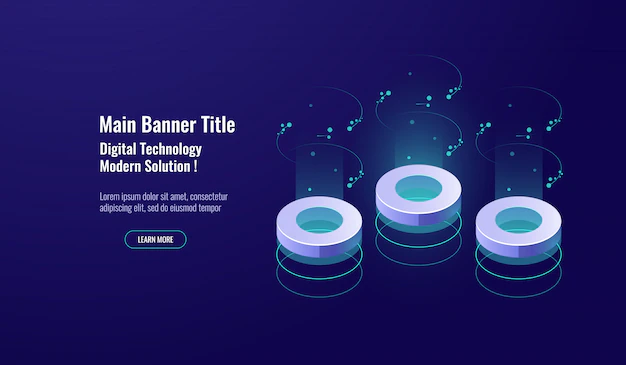 Main Banner Title
Digital Technology
Modern Solution !
Lorem ipsum dolor sit amet, consectetur
adipiscing elit, sed eiusmod tempor
LEARN MORE